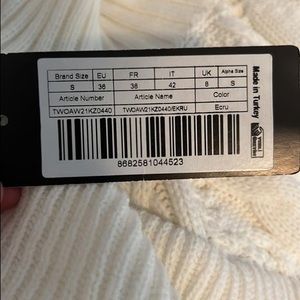 Brand Size EU FR IT UK Alpha Size
S 36 36 42 8 S
Article Number Article Name Color
TWOAW21KZ0440 TWOAW21KZ0440/EKRU Ecru
8682581044523
Made in Turkey